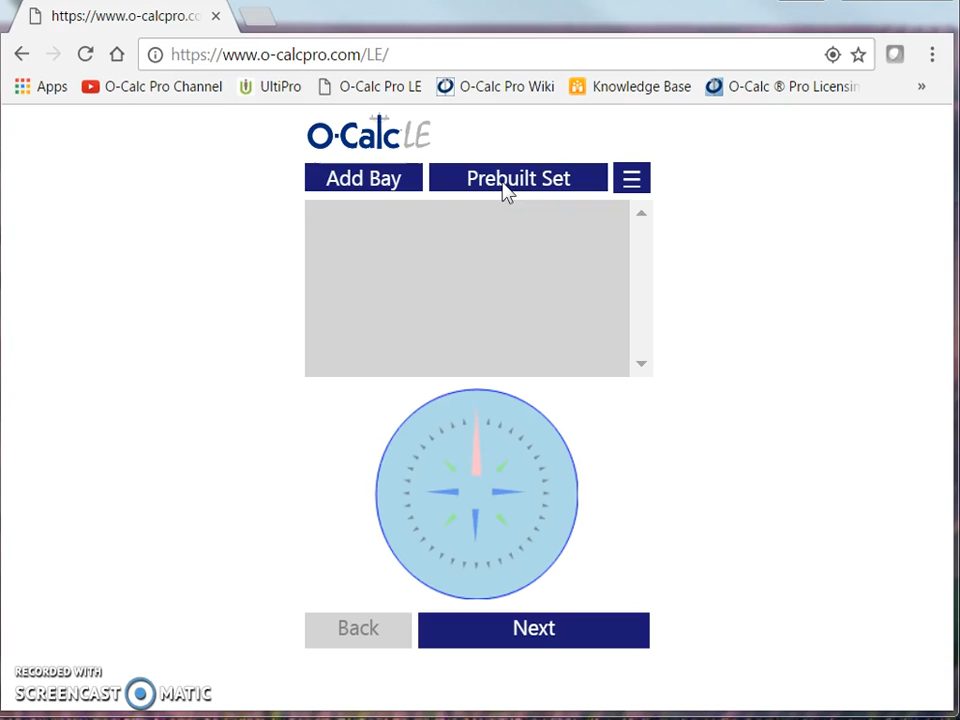 https://www.o-calcpro.co
https://www.o-calcpro.com/LE/
Apps O-Calc Pro Channel UltiPro O-Calc Pro LE O-Calc Pro Wiki Knowledge Base O-Calc ® Pro Licensin »
O-Calc LE
Add Bay Prebuilt Set
Back Next
RECORDED WITH
SCREENCAST MATIC